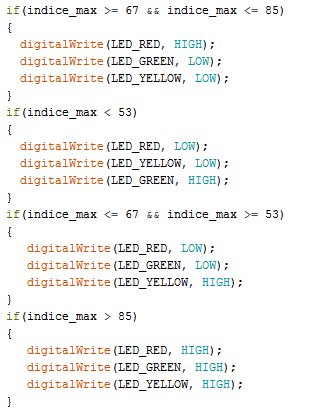 if(indice_max >= 67 && indice_max <= 85)
{
  digitalWrite(LED_RED, HIGH);
  digitalWrite(LED_GREEN, LOW);
  digitalWrite(LED_YELLOW, LOW);
}
if(indice_max < 53)
{
  digitalWrite(LED_RED, LOW);
  digitalWrite(LED_YELLOW, LOW);
  digitalWrite(LED_GREEN, HIGH);
}
if(indice_max <= 67 && indice_max >= 53)
{
   digitalWrite(LED_RED, LOW);
   digitalWrite(LED_GREEN, LOW);
   digitalWrite(LED_YELLOW, HIGH);
}
if(indice_max > 85)
{
   digitalWrite(LED_RED, HIGH);
   digitalWrite(LED_GREEN, HIGH);
   digitalWrite(LED_YELLOW, HIGH);
}